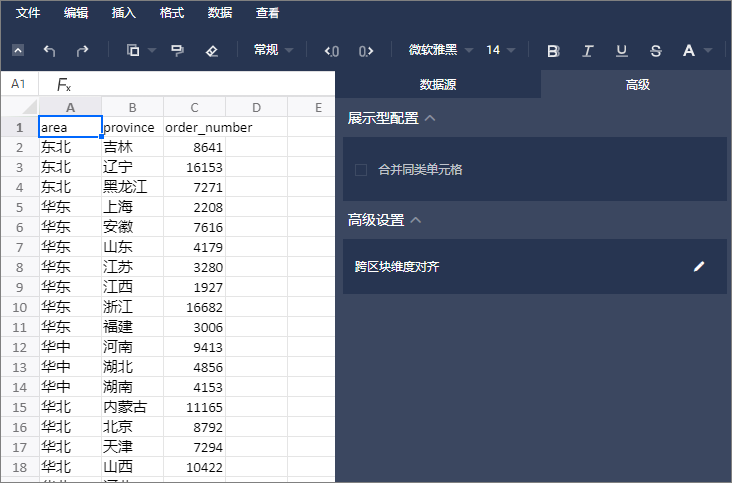 文件 编辑 插入 格式 数据 查看
常规 .0 0. 微软雅黑 14 B I U S A
A1 Fx
数据源 高级
展示型配置
合并同类单元格
高级设置
跨区块维度对齐
A B C D E
1 area province order_number
2 东北 吉林 8641
3 东北 辽宁 16153
4 东北 黑龙江 7271
5 华东 上海 2208
6 华东 安徽 7616
7 华东 山东 4179
8 华东 江苏 3280
9 华东 江西 1927
10 华东 浙江 16682
11 华东 福建 3006
12 华中 河南 9413
13 华中 湖北 4856
14 华中 湖南 4153
15 华北 内蒙古 11165
16 华北 北京 8792
17 华北 天津 7294
18 华北 山西 10422